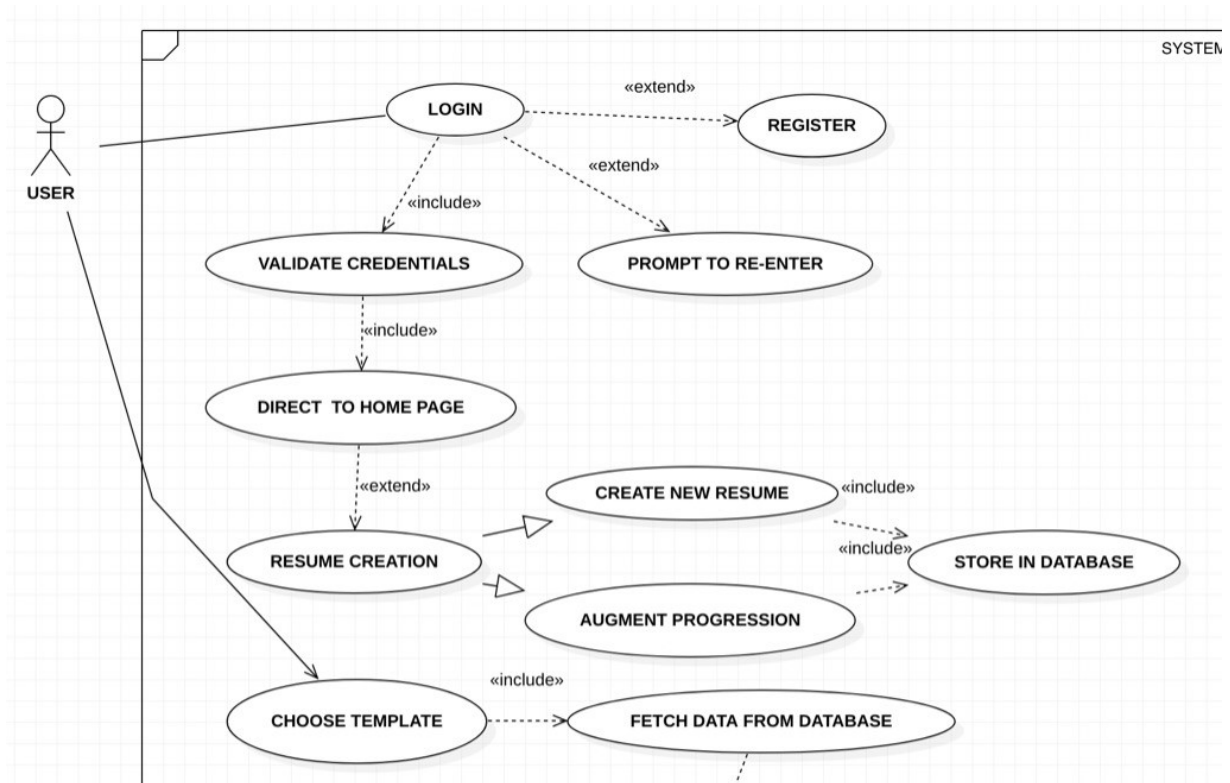 SYSTEM
«extend»
LOGIN
REGISTER
«extend»
USER
«include»
VALIDATE CREDENTIALS
PROMPT TO RE-ENTER
«include»
DIRECT TO HOME PAGE
«extend»
CREATE NEW RESUME
«include»
«include»
RESUME CREATION
STORE IN DATABASE
AUGMENT PROGRESSION
«include»
CHOOSE TEMPLATE
FETCH DATA FROM DATABASE